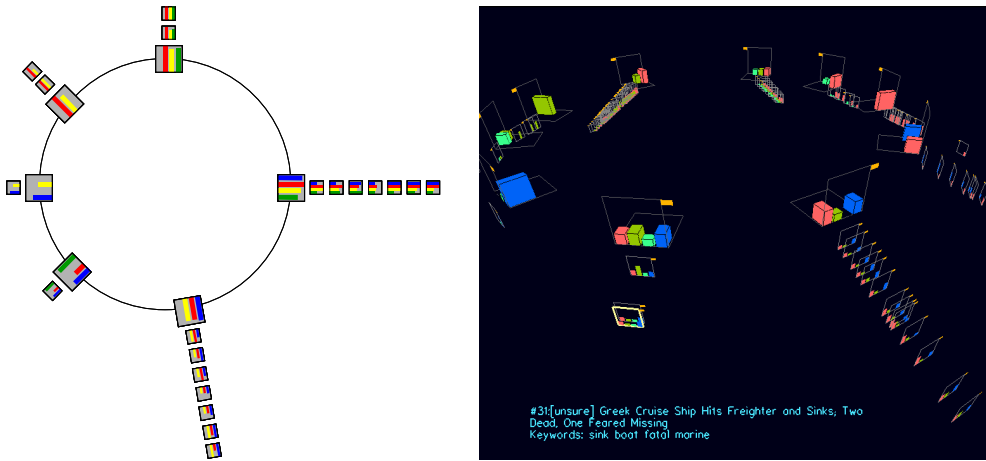 #31:[unsure] Greek Cruise Ship Hits Freighter and Sinks; Two
Dead, One Feared Missing
Keywords: sink boat fatal marine